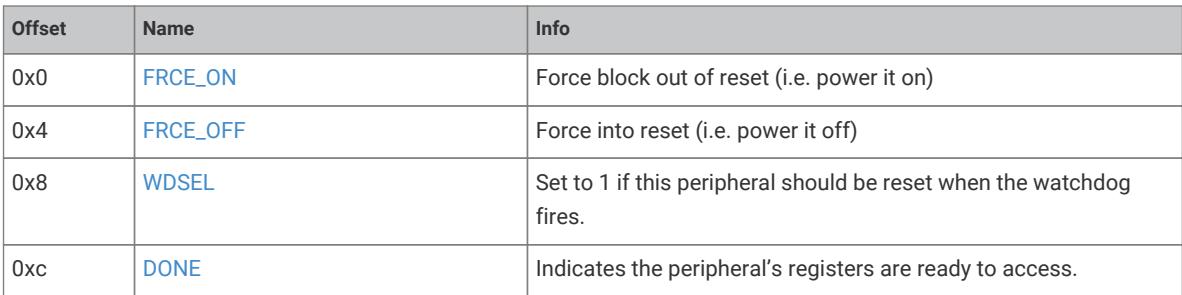 Offset Name Info
0x0 FRCE_ON Force block out of reset (i.e. power it on)
0x4 FRCE_OFF Force into reset (i.e. power it off)
0x8 WDSEL Set to 1 if this peripheral should be reset when the watchdog
fires.
0xc DONE Indicates the peripheral’s registers are ready to access.